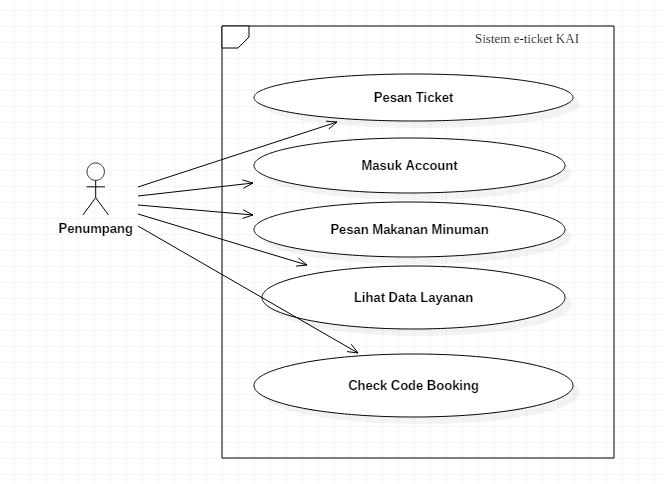 Sistem e-ticket KAI
Pesan Ticket
Masuk Account
Penumpang
Pesan Makanan Minuman
Lihat Data Layanan
Check Code Booking